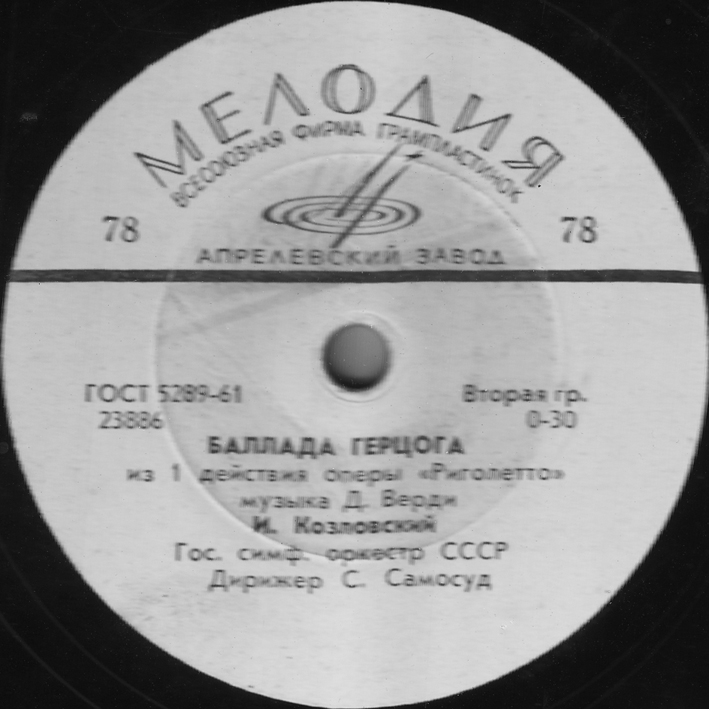 МЕЛОДИЯ
ВСЕСОЮЗНАЯ ФИРМА ГРАМПЛАСТИНОК
78 78
АПРЕЛЕВСКИЙ ЗАВОД
ГОСТ 5289-61 Вторая гр.
23886 0-30
БАЛЛАДА ГЕРЦОГА
из 1 действия оперы «Риголетто»
музыка Д. Верди
И. Козловский
Гос. симф. оркестр СССР
Дирижер С. Самосуд